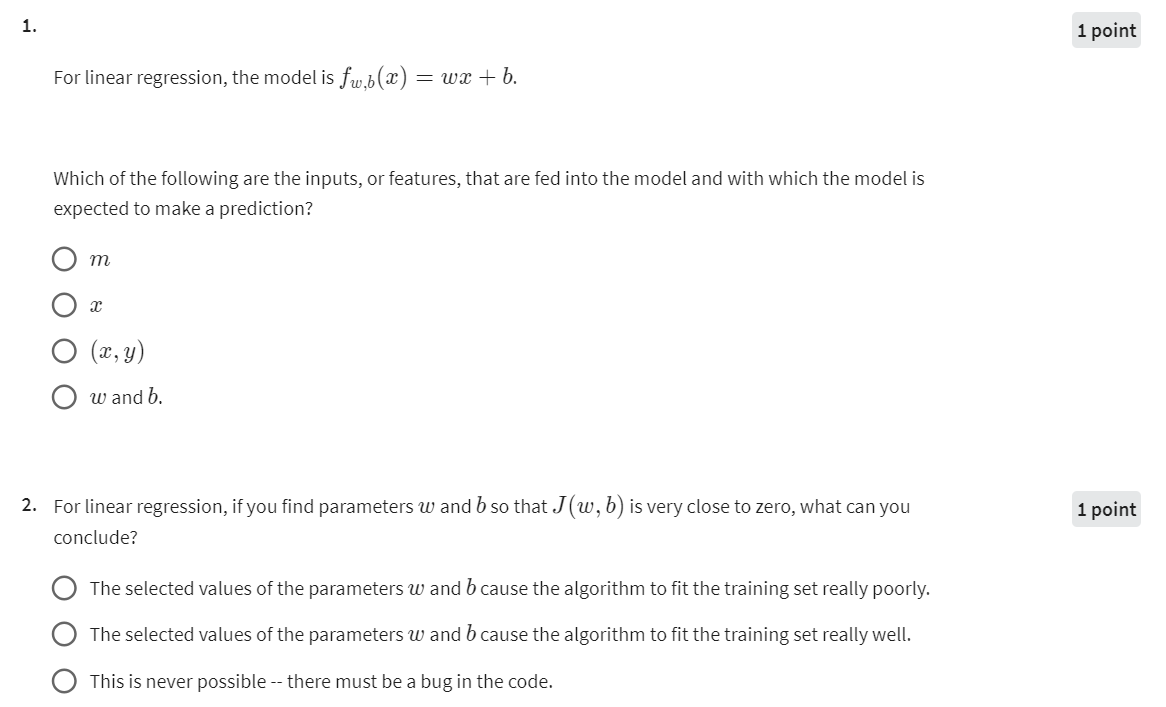 1.
1 point
For linear regression, the model is $f_{w,b}(x) = wx + b$.
Which of the following are the inputs, or features, that are fed into the model and with which the model is
expected to make a prediction?
$m$
$x$
$(x, y)$
$w$ and $b$.
2. For linear regression, if you find parameters $w$ and $b$ so that $J(w, b)$ is very close to zero, what can you
1 point
conclude?
The selected values of the parameters $w$ and $b$ cause the algorithm to fit the training set really poorly.
The selected values of the parameters $w$ and $b$ cause the algorithm to fit the training set really well.
This is never possible -- there must be a bug in the code.